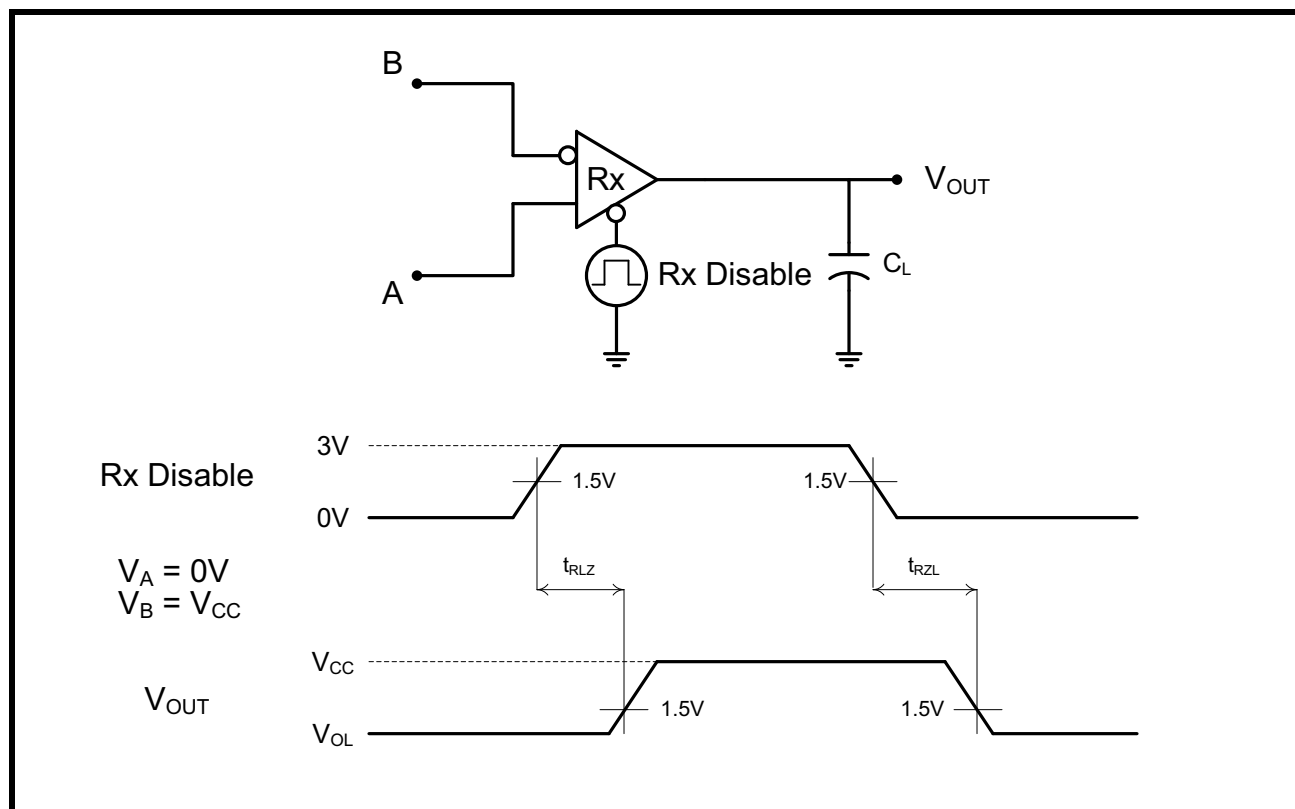 B
Rx
V_OUT
Rx Disable
C_L
A
3V
Rx Disable
1.5V
1.5V
0V
t_RLZ
t_RZL
V_A = 0V
V_B = V_CC
V_CC
V_OUT
1.5V
1.5V
V_OL